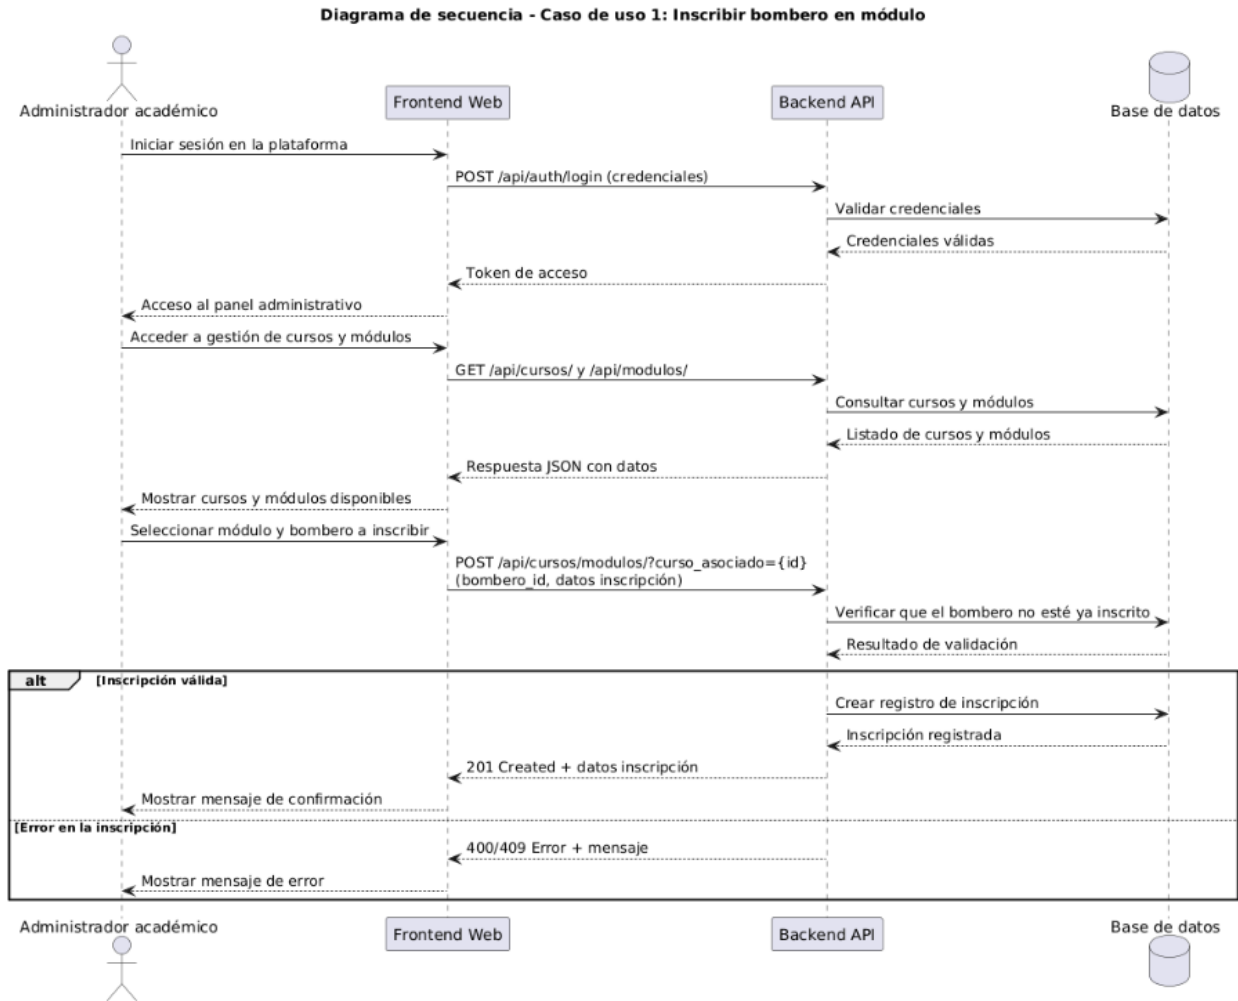 Diagrama de secuencia - Caso de uso 1: Inscribir bombero en módulo
Administrador académico
Frontend Web
Backend API
Base de datos
Iniciar sesión en la plataforma
POST /api/auth/login (credenciales)
Validar credenciales
Credenciales válidas
Token de acceso
Acceso al panel administrativo
Acceder a gestión de cursos y módulos
GET /api/cursos/ y /api/modulos/
Consultar cursos y módulos
Listado de cursos y módulos
Respuesta JSON con datos
Mostrar cursos y módulos disponibles
Seleccionar módulo y bombero a inscribir
POST /api/cursos/modulos/?curso_asociado={id}
(bombero_id, datos inscripción)
Verificar que el bombero no esté ya inscrito
Resultado de validación
alt
[Inscripción válida]
Crear registro de inscripción
Inscripción registrada
201 Created + datos inscripción
Mostrar mensaje de confirmación
[Error en la inscripción]
400/409 Error + mensaje
Mostrar mensaje de error
Administrador académico
Frontend Web
Backend API
Base de datos